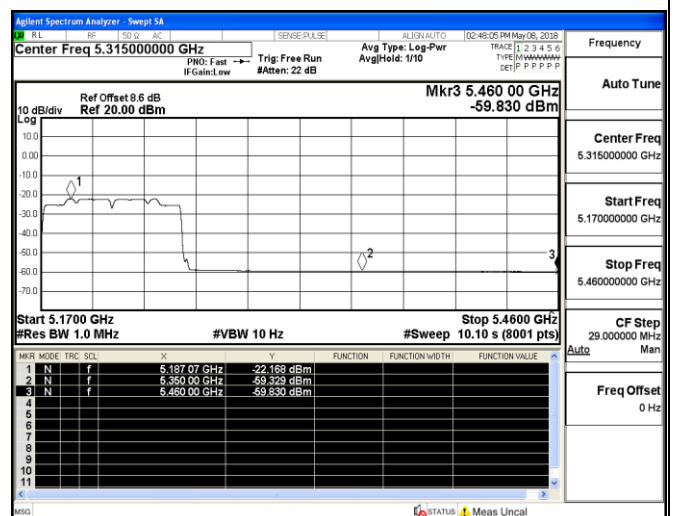 Agilent Spectrum Analyzer - Swept SA
RL RF 50 Ω AC SENSE:PULSE ALIGN AUTO 02:48:05 PM May 08, 2018
Center Freq 5.315000000 GHz
PNO: Fast Trig: Free Run Avg Type: Log-Pwr TRACE 1 2 3 4 5 6
IFGain:Low #Atten: 22 dB Avg|Hold: 1/10 TYPE M WWWWW
DET P P P P P P
Ref Offset 8.6 dB
10 dB/div Ref 20.00 dBm
Log
Mkr3 5.460 00 GHz
-59.830 dBm
10.0
0.00
-10.0
-20.0
-30.0
-40.0
-50.0
-60.0
-70.0
1
2
3
Start 5.1700 GHz Stop 5.4600 GHz
#Res BW 1.0 MHz #VBW 10 Hz #Sweep 10.10 s (8001 pts)
MKR MODE TRC SCL X Y FUNCTION FUNCTION WIDTH FUNCTION VALUE
1 N f 5.187 07 GHz -22.168 dBm
2 N f 5.350 00 GHz -59.329 dBm
3 N f 5.460 00 GHz -59.830 dBm
4
5
6
7
8
9
10
11
MSG STATUS Meas Uncal
Frequency
Auto Tune
Center Freq
5.315000000 GHz
Start Freq
5.170000000 GHz
Stop Freq
5.460000000 GHz
CF Step
29.000000 MHz
Auto Man
Freq Offset
0 Hz